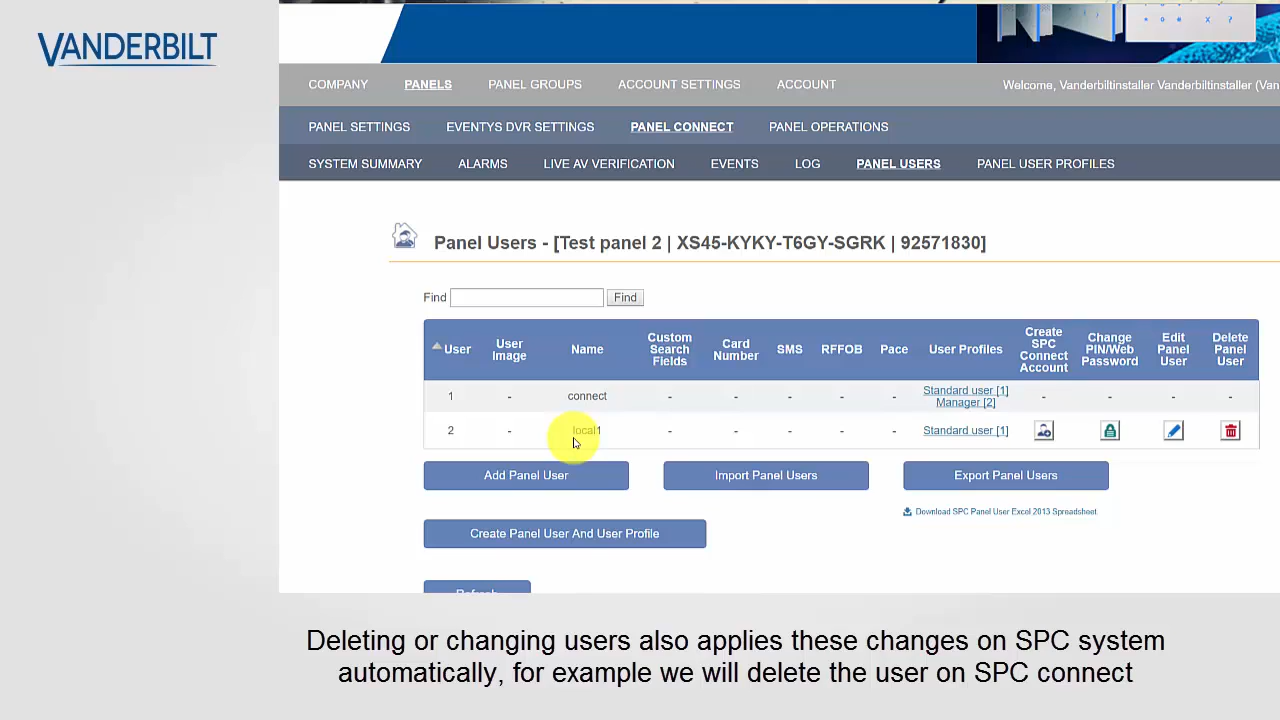 VANDERBILT
COMPANY PANELS PANEL GROUPS ACCOUNT SETTINGS ACCOUNT Welcome, Vanderbiltinstaller Vanderbiltinstaller (Van
PANEL SETTINGS EVENTYS DVR SETTINGS PANEL CONNECT PANEL OPERATIONS
SYSTEM SUMMARY ALARMS LIVE AV VERIFICATION EVENTS LOG PANEL USERS PANEL USER PROFILES
Panel Users - [Test panel 2 | XS45-KYKY-T6GY-SGRK | 92571830]
Find Find
User User Image Name Custom Search Fields Card Number SMS RFFOB Pace User Profiles Create SPC Connect Account Change PIN/Web Password Edit Panel User Delete Panel User
1 - connect - - - - - Standard user [1] Manager [2] - - - -
2 - local1 - - - - - Standard user [1]
Add Panel User Import Panel Users Export Panel Users
Download SPC Panel User Excel 2013 Spreadsheet
Create Panel User And User Profile
Refresh
Deleting or changing users also applies these changes on SPC system
automatically, for example we will delete the user on SPC connect